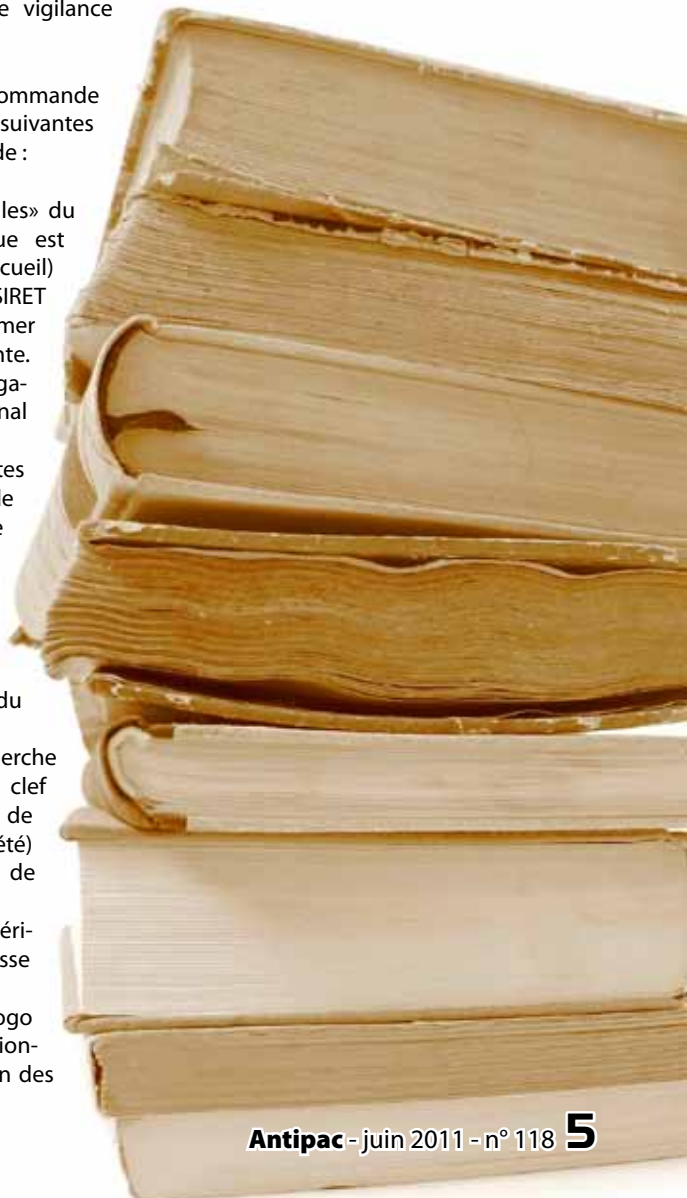 e vigilance
ommande
suivantes
de :
les» du
ue est
cueil)
SIRET
mer
nte.
ga-
nal
tes
le
e
du
erche
clef
de
été)
de
éri-
sse
ogo
ion-
n des
Antipac - juin 2011 - n° 118 5